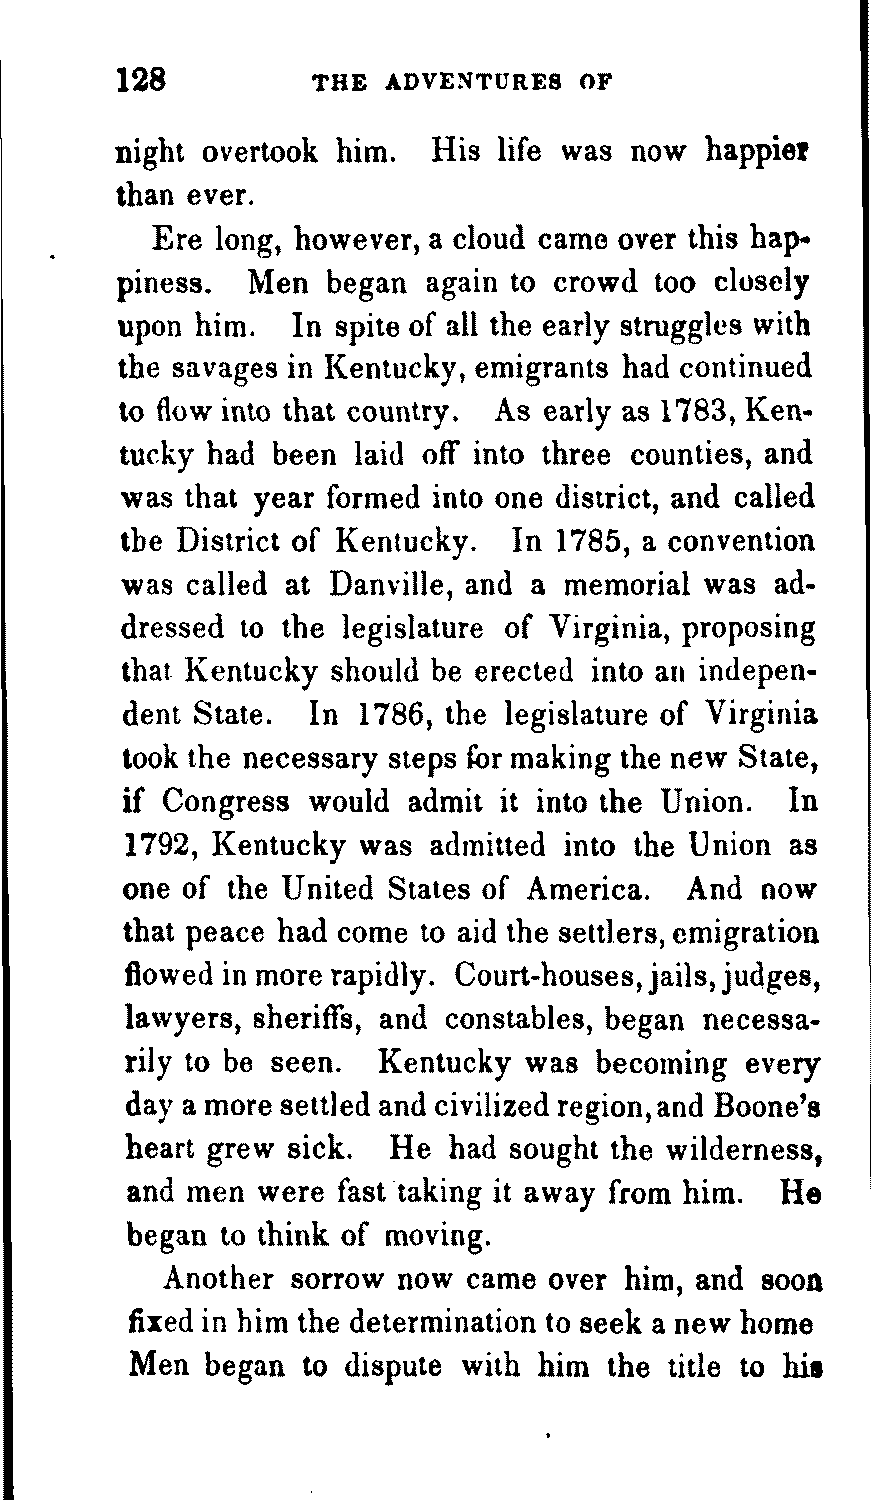 128 THE ADVENTURES OF
night overtook him. His life was now happier
than ever.
Ere long, however, a cloud came over this hap-
piness. Men began again to crowd too closely
upon him. In spite of all the early struggles with
the savages in Kentucky, emigrants had continued
to flow into that country. As early as 1783, Ken-
tucky had been laid off into three counties, and
was that year formed into one district, and called
the District of Kentucky. In 1785, a convention
was called at Danville, and a memorial was ad-
dressed to the legislature of Virginia, proposing
that Kentucky should be erected into an indepen-
dent State. In 1786, the legislature of Virginia
took the necessary steps for making the new State,
if Congress would admit it into the Union. In
1792, Kentucky was admitted into the Union as
one of the United States of America. And now
that peace had come to aid the settlers, emigration
flowed in more rapidly. Court-houses, jails, judges,
lawyers, sheriffs, and constables, began necessa-
rily to be seen. Kentucky was becoming every
day a more settled and civilized region, and Boone's
heart grew sick. He had sought the wilderness,
and men were fast taking it away from him. He
began to think of moving.
Another sorrow now came over him, and soon
fixed in him the determination to seek a new home
Men began to dispute with him the title to his